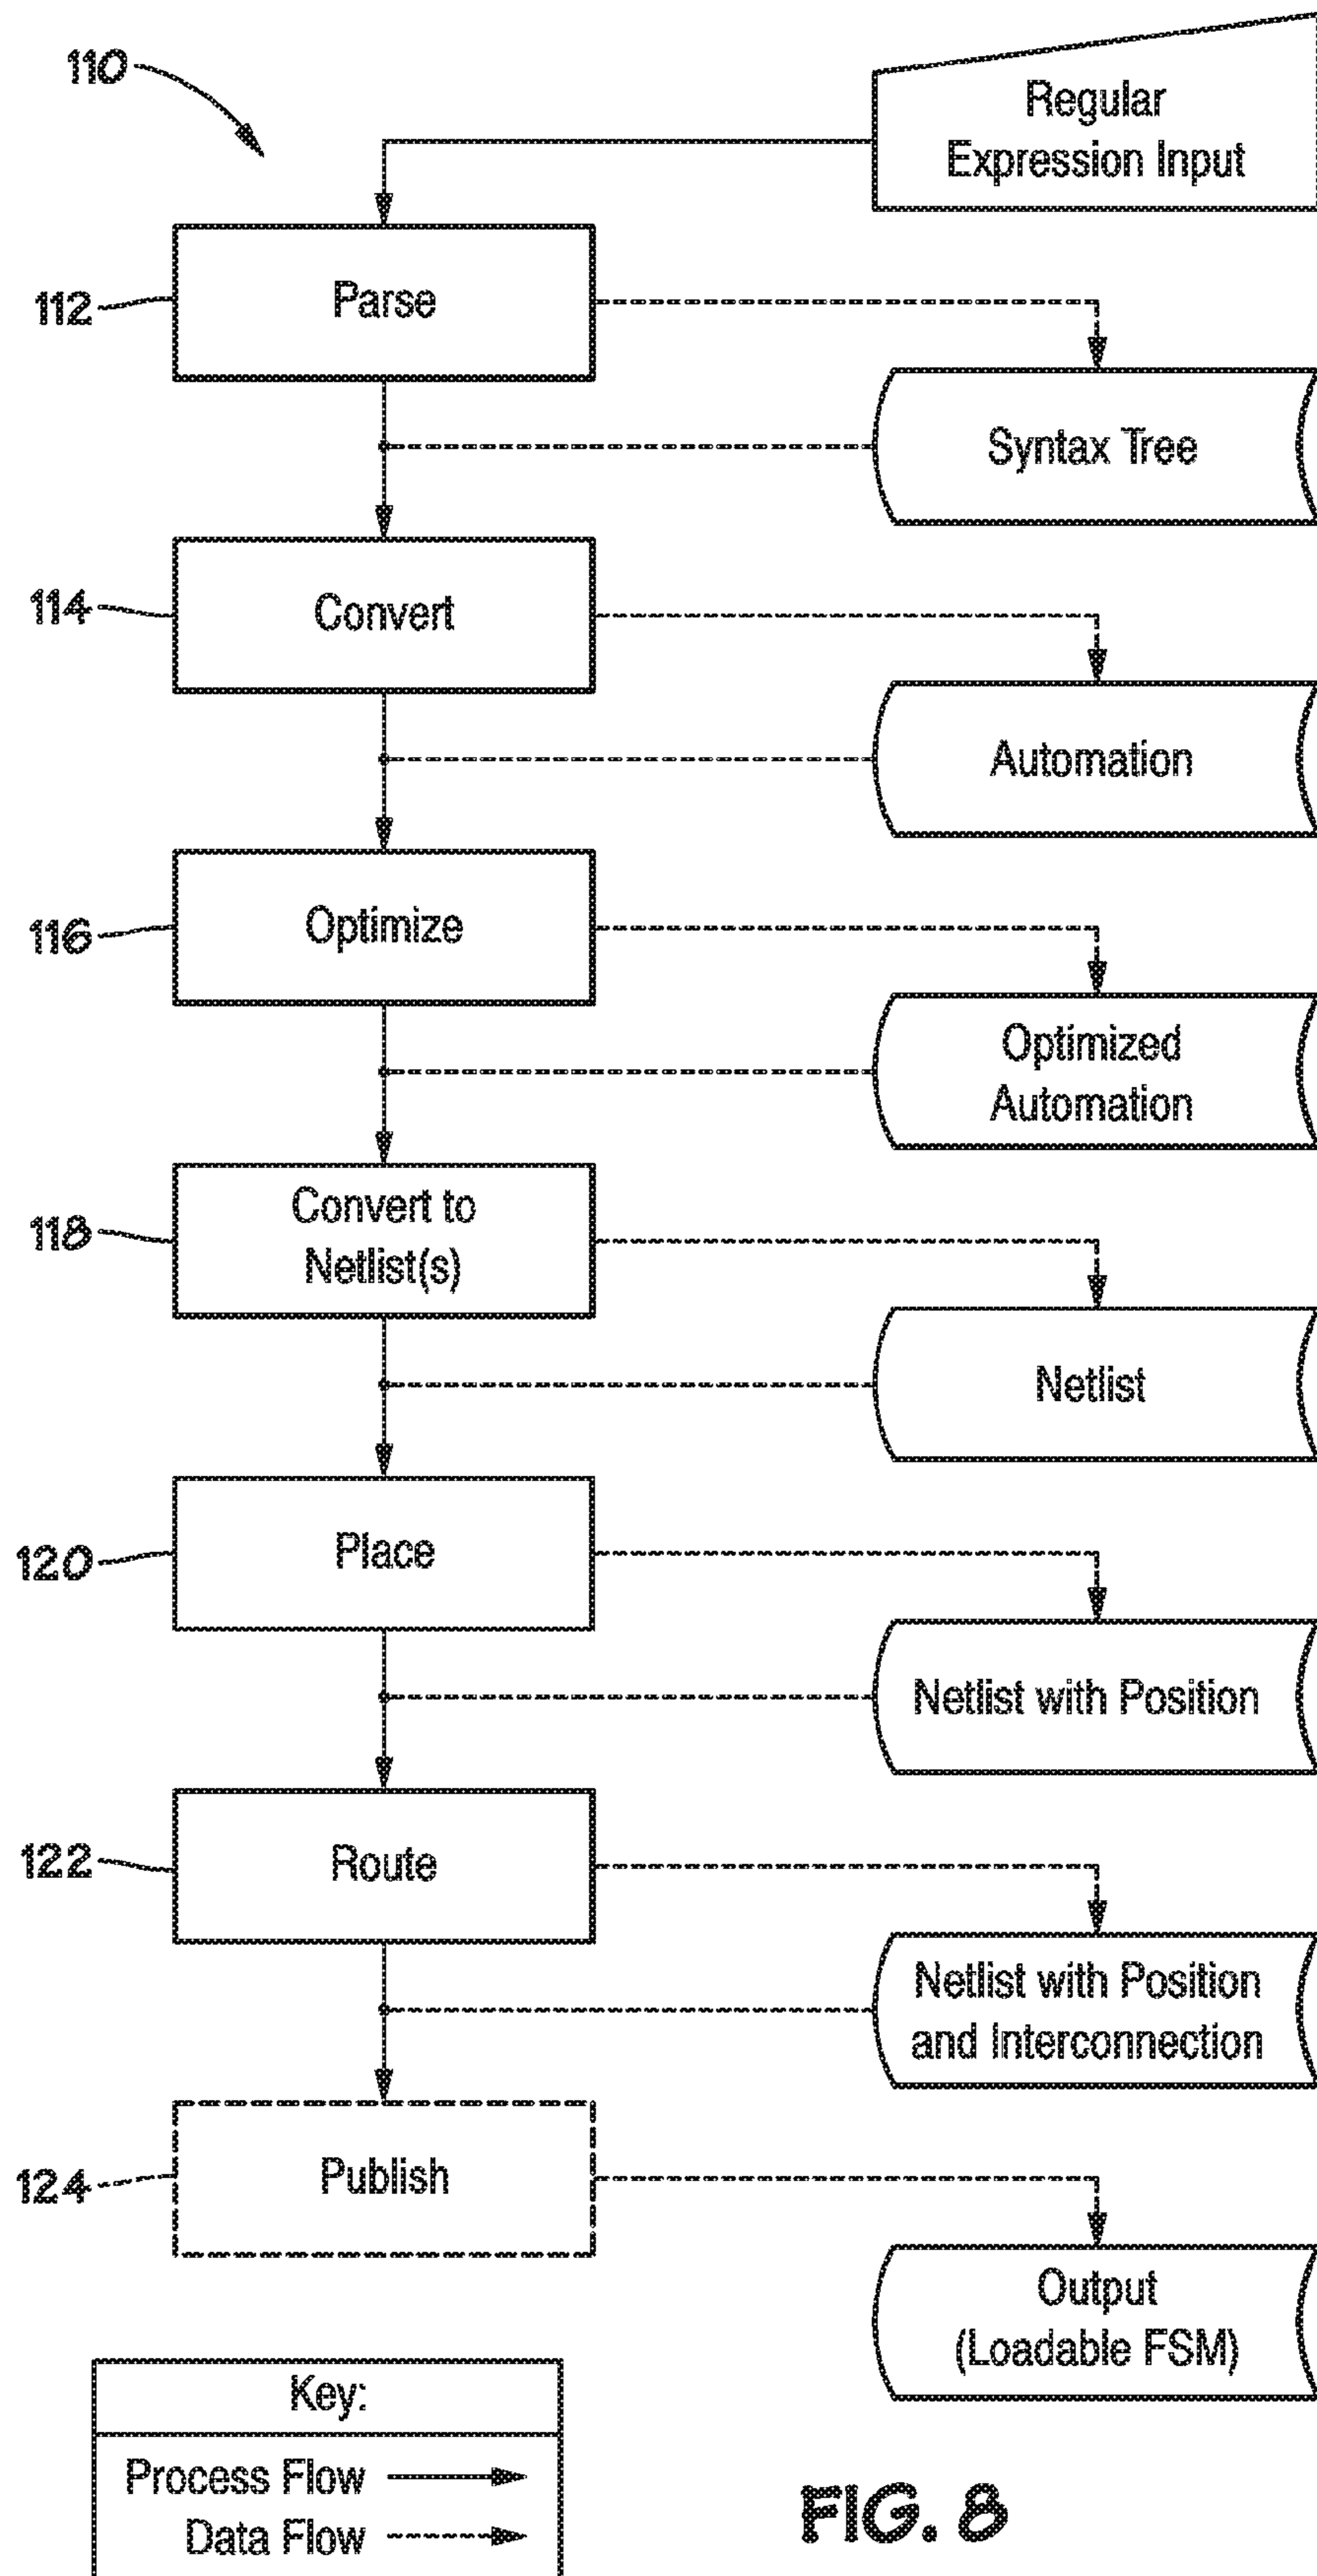 110
Regular
Expression Input
112
Parse
Syntax Tree
114
Convert
Automation
116
Optimize
Optimized
Automation
118
Convert to
Netlist(s)
Netlist
120
Place
Netlist with Position
122
Route
Netlist with Position
and Interconnection
124
Publish
Output
(Loadable FSM)
Key:
Process Flow
Data Flow
FIG. 8